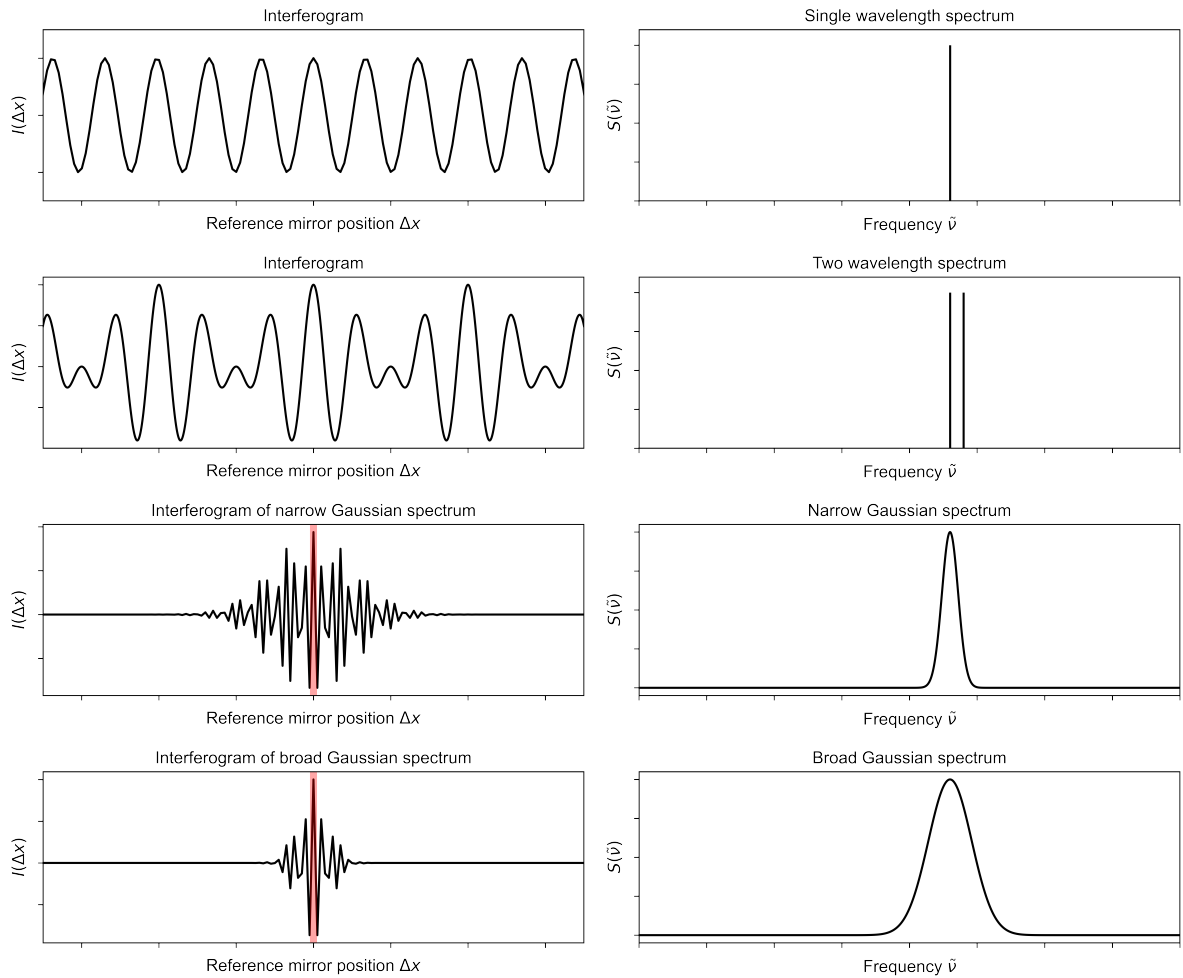 Interferogram
Single wavelength spectrum
I(Δx)
S(ν̃)
Reference mirror position Δx
Frequency ν̃
Interferogram
Two wavelength spectrum
I(Δx)
S(ν̃)
Reference mirror position Δx
Frequency ν̃
Interferogram of narrow Gaussian spectrum
Narrow Gaussian spectrum
I(Δx)
S(ν̃)
Reference mirror position Δx
Frequency ν̃
Interferogram of broad Gaussian spectrum
Broad Gaussian spectrum
I(Δx)
S(ν̃)
Reference mirror position Δx
Frequency ν̃